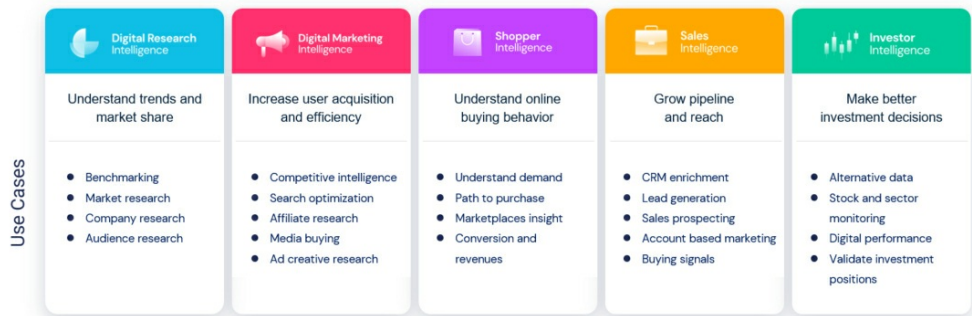 Digital Research
Intelligence
Understand trends and
market share
Benchmarking
Market research
Company research
Audience research
Digital Marketing
Intelligence
Increase user acquisition
and efficiency
Competitive intelligence
Search optimization
Affiliate research
Media buying
Ad creative research
Shopper
Intelligence
Understand online
buying behavior
Understand demand
Path to purchase
Marketplaces insight
Conversion and
revenues
Sales
Intelligence
Grow pipeline
and reach
CRM enrichment
Lead generation
Sales prospecting
Account based marketing
Buying signals
Investor
Intelligence
Make better
investment decisions
Alternative data
Stock and sector
monitoring
Digital performance
Validate investment
positions
Use Cases